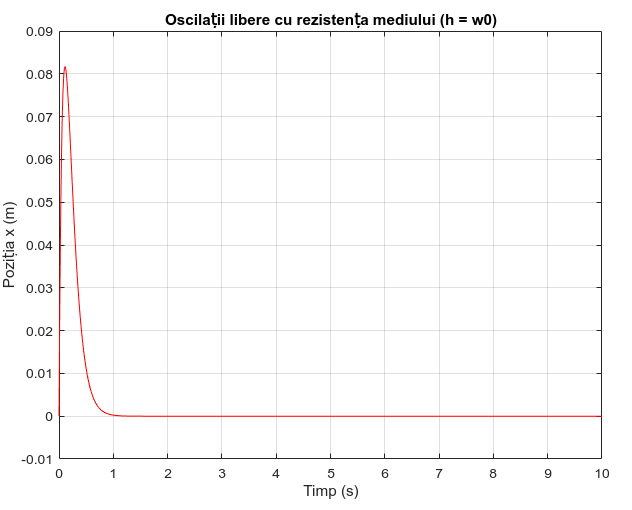 Oscilații libere cu rezistența mediului (h = w0)
0.09
0.08
0.07
0.06
0.05
0.04
0.03
0.02
0.01
0
-0.01
Poziția x (m)
0 1 2 3 4 5 6 7 8 9 10
Timp (s)